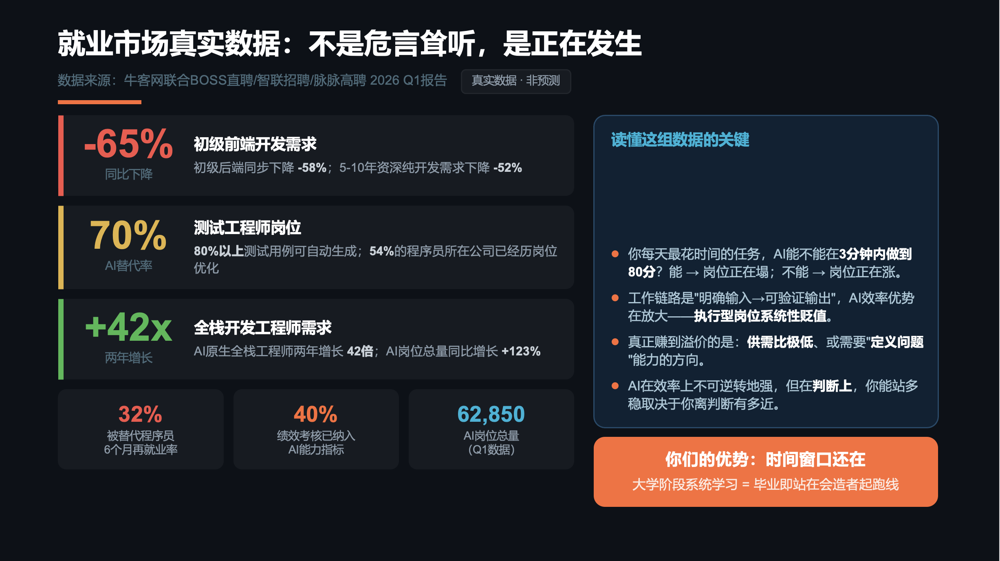 就业市场真实数据：不是危言耸听，是正在发生
数据来源：牛客网联合BOSS直聘/智联招聘/脉脉高聘 2026 Q1报告
真实数据 · 非预测
-65%
同比下降
初级前端开发需求
初级后端同步下降 -58%；5-10年资深纯开发需求下降 -52%
70%
AI替代率
测试工程师岗位
80%以上测试用例可自动生成；54%的程序员所在公司已经历岗位
优化
+42x
两年增长
全栈开发工程师需求
AI原生全栈工程师两年增长 42倍；AI岗位总量同比增长 +123%
32%
被替代程序员
6个月再就业率
40%
绩效考核已纳入
AI能力指标
62,850
AI岗位总量
(Q1数据)
读懂这组数据的关键
你每天最花时间的任务，AI能不能在3分钟内做到
80分？能 → 岗位正在塌；不能 → 岗位正在涨。
工作链路是"明确输入→可验证输出"，AI效率优势
在放大——执行型岗位系统性贬值。
真正赚到溢价的是：供需比极低、或需要"定义问题
"能力的方向。
AI在效率上不可逆转地强，但在判断上，你能站多
稳取决于你离判断有多近。
你们的优势：时间窗口还在
大学阶段系统学习 = 毕业即站在会造者起跑线